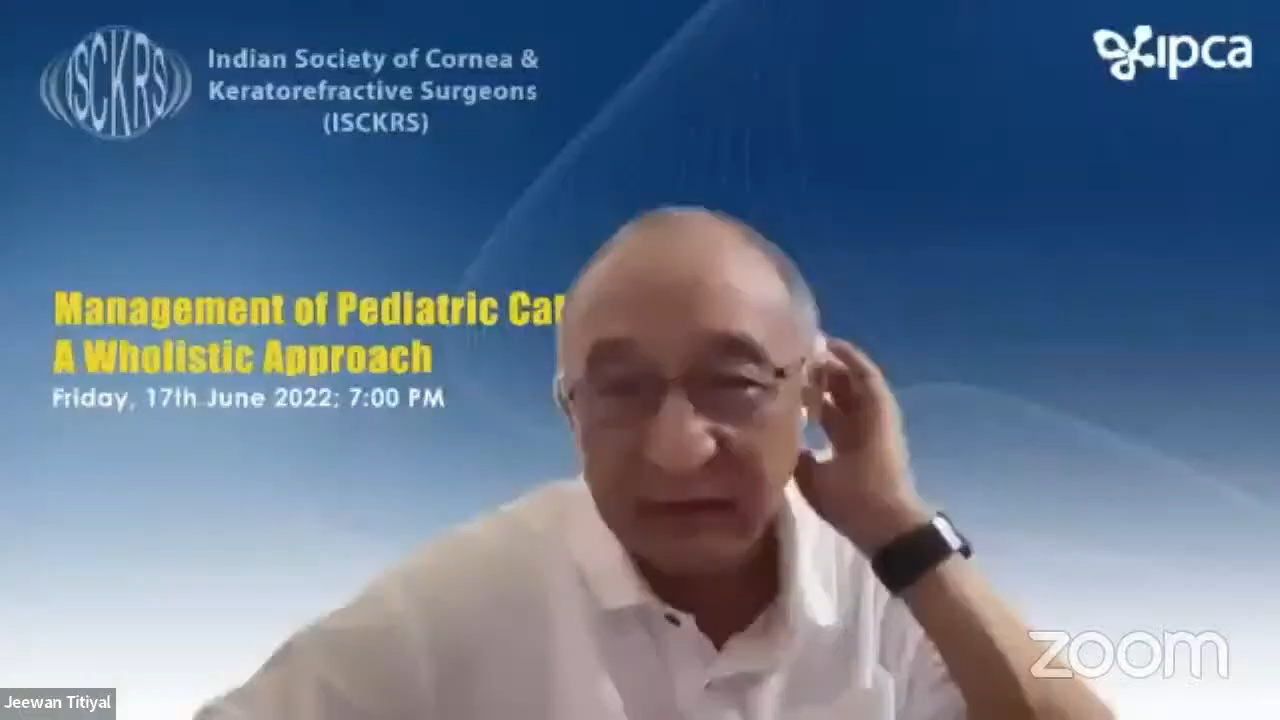 ISCKRS
Indian Society of Cornea &
Keratorefractive Surgeons
(ISCKRS)
ipca
Management of Pediatric
A Wholistic Approach
Friday, 17th June 2022; 7:00 PM
zoom
Jeewan Titiyal